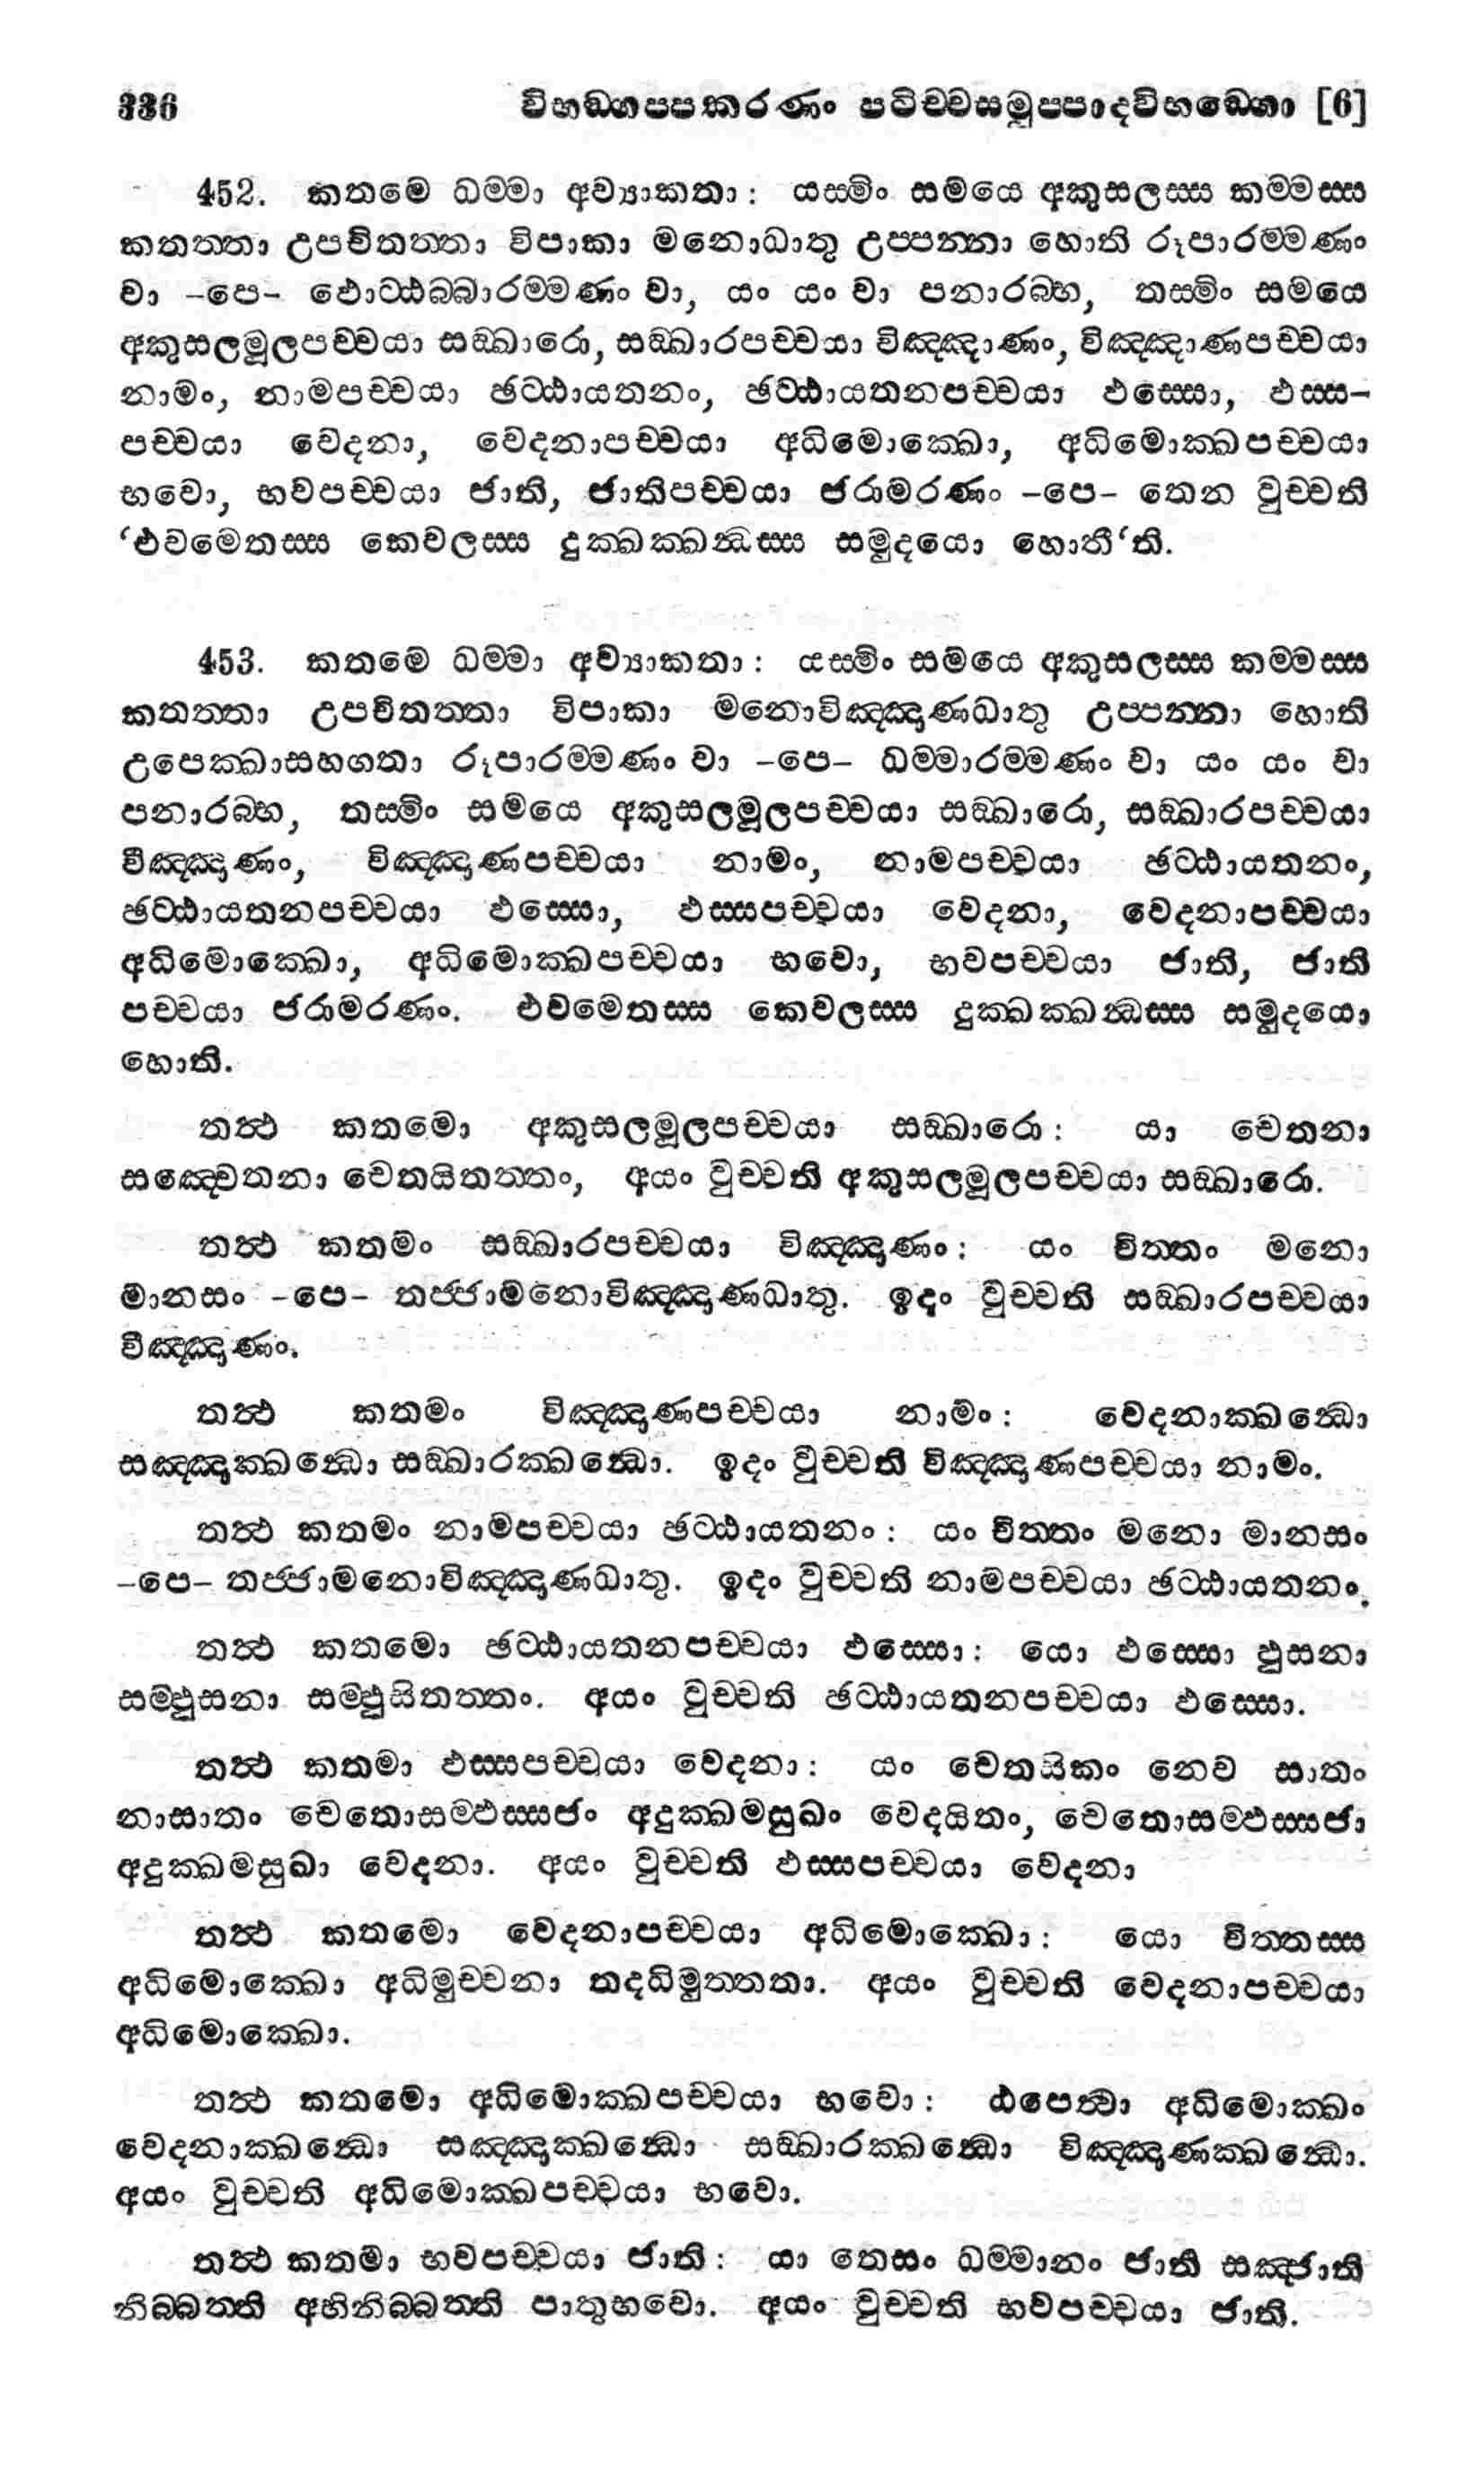 336 විභඞ්ගපපකරණං පටිච්චසමුප්පාදවිභඞ්ගො [6]
452. කතමෙ ධම්මා අව්‍යාකතා: යස්මිං සමයෙ අකුසලස්ස කම්මස්ස
කතත්තා උපචිතත්තා විපාකා මනොධාතු උප්පන්නා හොති රූපාරම්මණං
වා -පෙ- ඵොට්ඨබ්බාරම්මණං වා, යං යං වා පනාරබ්භ, තස්මිං සමයෙ
අකුසලමූලපච්චයා සඞ්ඛාරො, සඞ්ඛාරපච්චයා විඤ්ඤාණං, විඤ්ඤාණපච්චයා
නාමං, නාමපච්චයා ඡට්ඨායතනං, ඡට්ඨායතනපච්චයා ඵස්සො, ඵස්ස-
පච්චයා වෙදනා, වෙදනාපච්චයා අධිමොක්ඛො, අධිමොක්ඛපච්චයා
භවො, භවපච්චයා ජාති, ජාතිපච්චයා ජරාමරණං -පෙ- තෙන වුච්චති
‘එවමෙතස්ස කෙවලස්ස දුක්ඛක්ඛන්ධස්ස සමුදයො හොතී‘ති.
453. කතමෙ ධම්මා අව්‍යාකතා: යස්මිං සමයෙ අකුසලස්ස කම්මස්ස
කතත්තා උපචිතත්තා විපාකා මනොවිඤ්ඤාණධාතු උප්පන්නා හොති
උපෙක්ඛාසහගතා රූපාරම්මණං වා -පෙ- ධම්මාරම්මණං වා යං යං වා
පනාරබ්භ, තස්මිං සමයෙ අකුසලමූලපච්චයා සඞ්ඛාරො, සඞ්ඛාරපච්චයා
විඤ්ඤාණං, විඤ්ඤාණපච්චයා නාමං, නාමපච්චයා ඡට්ඨායතනං,
ඡට්ඨායතනපච්චයා ඵස්සො, ඵස්සපච්චයා වෙදනා, වෙදනාපච්චයා
අධිමොක්ඛො, අධිමොක්ඛපච්චයා භවො, භවපච්චයා ජාති, ජාති
පච්චයා ජරාමරණං. එවමෙතස්ස කෙවලස්ස දුක්ඛක්ඛන්ධස්ස සමුදයො
හොති.
තත්‍ථ කතමො අකුසලමූලපච්චයා සඞ්ඛාරො: යා චෙතනා
සඤ්චෙතනා චෙතයිතත්තං, අයං වුච්චති අකුසලමූලපච්චයා සඞ්ඛාරො.
තත්‍ථ කතමං සඞ්ඛාරපච්චයා විඤ්ඤාණං: යං චිත්තං මනො
මානසං -පෙ- තජ්ජාමනොවිඤ්ඤාණධාතු. ඉදං වුච්චති සඞ්ඛාරපච්චයා
විඤ්ඤාණං.
තත්‍ථ කතමං විඤ්ඤාණපච්චයා නාමං: වෙදනාක්ඛන්ධො
සඤ්ඤාක්ඛන්ධො සඞ්ඛාරක්ඛන්ධො. ඉදං වුච්චති විඤ්ඤාණපච්චයා නාමං.
තත්‍ථ කතමං නාමපච්චයා ඡට්ඨායතනං: යං චිත්තං මනො මානසං
-පෙ- තජ්ජාමනොවිඤ්ඤාණධාතු. ඉදං වුච්චති නාමපච්චයා ඡට්ඨායතනං.
තත්‍ථ කතමො ඡට්ඨායතනපච්චයා ඵස්සො: යො ඵස්සො ඵුසනා
සම්ඵුසනා සම්ඵුසිතත්තං. අයං වුච්චති ඡට්ඨායතනපච්චයා ඵස්සො.
තත්‍ථ කතමා ඵස්සපච්චයා වෙදනා: යං චෙතයිකං නෙව සාතං
නාසාතං චෙතොසම්ඵස්සජං අදුක්ඛමසුඛං වෙදයිතං, චෙතොසම්ඵස්සජා
අදුක්ඛමසුඛා වෙදනා. අයං වුච්චති ඵස්සපච්චයා වෙදනා
තත්‍ථ කතමො වෙදනාපච්චයා අධිමොක්ඛො: යො චිත්තස්ස
අධිමොක්ඛො අධිමුච්චනා තදධිමුත්තතා. අයං වුච්චති වෙදනාපච්චයා
අධිමොක්ඛො.
තත්‍ථ කතමො අධිමොක්ඛපච්චයා භවො: ඨපෙත්‍වා අධිමොක්ඛං
වෙදනාක්ඛන්ධො සඤ්ඤාක්ඛන්ධො සඞ්ඛාරක්ඛන්ධො විඤ්ඤාණක්ඛන්ධො.
අයං වුච්චති අධිමොක්ඛපච්චයා භවො.
තත්‍ථ කතමා භවපච්චයා ජාති: යා තෙසං ධම්මානං ජාති සඤ්ජාති
නිබ්බත්ති අභිනිබ්බත්ති පාතුභවො. අයං වුච්චති භවපච්චයා ජාති.